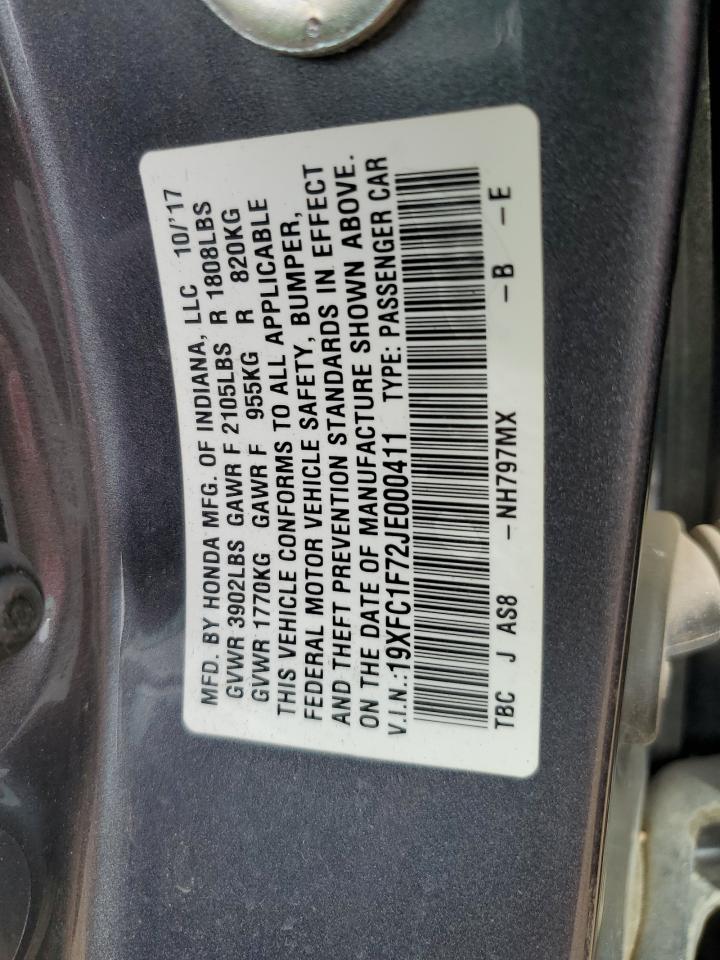 MFD. BY HONDA MFG. OF INDIANA, LLC 10/'17
GVWR 3902LBS GAWR F 2105LBS R 1808LBS
GVWR 1770KG GAWR F 955KG R 820KG
THIS VEHICLE CONFORMS TO ALL APPLICABLE
FEDERAL MOTOR VEHICLE SAFETY, BUMPER,
AND THEFT PREVENTION STANDARDS IN EFFECT
ON THE DATE OF MANUFACTURE SHOWN ABOVE.
V.I.N.:19XFC1F72JE000411 TYPE: PASSENGER CAR
TBC J AS8 -NH797MX -B -E